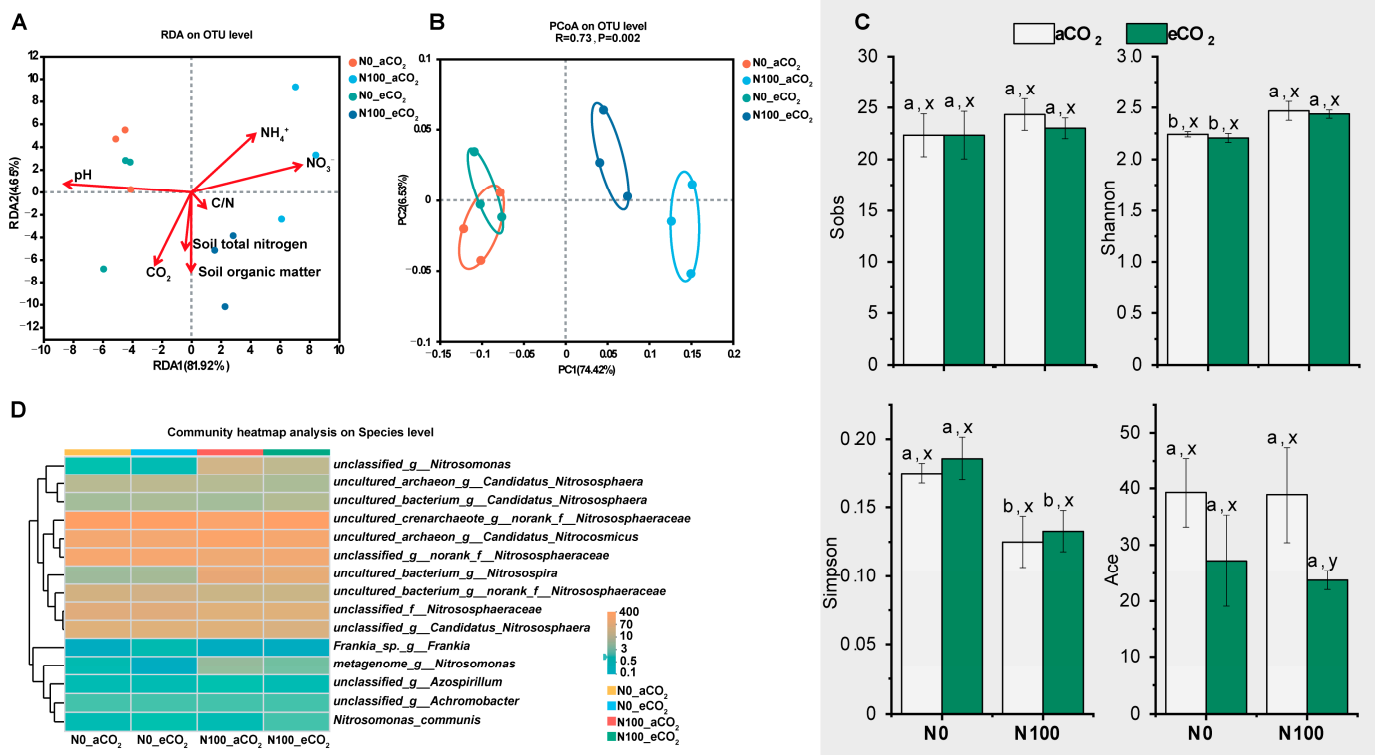 A
RDA on OTU level
N0_aCO₂
N100_aCO₂
N0_eCO₂
N100_eCO₂
RDA2(4.65%)
12
10
8
6
4
2
0
−2
−4
−6
−8
−10
−12
NH₄⁺
NO₃⁻
pH
C/N
Soil total nitrogen
CO₂
Soil organic matter
−10
−8
−6
−4
−2
0
2
4
6
8
10
RDA1(81.92%)
B
PCoA on OTU level
R=0.73 , P=0.002
N0_aCO₂
N100_aCO₂
N0_eCO₂
N100_eCO₂
PC2(6.53%)
0.1
0.05
0
−0.05
−0.1
−0.15
−0.1
−0.05
0
0.05
0.1
0.15
0.2
PC1(74.42%)
C
aCO₂
eCO₂
Sobs
30
25
20
15
10
5
0
a,x
a,x
a,x
a,x
Shannon
3.0
2.5
2.0
1.5
1.0
0.5
0.0
b,x
b,x
a,x
a,x
Simpson
0.20
0.15
0.10
0.05
0.00
a,x
a,x
b,x
b,x
N0
N100
Ace
50
40
30
20
10
0
a,x
a,x
a,x
a,y
N0
N100
D
Community heatmap analysis on Species level
unclassified_g__Nitrosomonas
uncultured_archaeon_g__Candidatus_Nitrososphaera
uncultured_bacterium_g__Candidatus_Nitrososphaera
uncultured_crenarchaeote_g__norank_f__Nitrososphaeraceae
uncultured_archaeon_g__Candidatus_Nitrocosmicus
unclassified_g__norank_f__Nitrososphaeraceae
uncultured_bacterium_g__Nitrosospira
uncultured_bacterium_g__norank_f__Nitrososphaeraceae
unclassified_f__Nitrososphaeraceae
unclassified_g__Candidatus_Nitrososphaera
Frankia_sp._g__Frankia
metagenome_g__Nitrosomonas
unclassified_g__Azospirillum
unclassified_g__Achromobacter
Nitrosomonas_communis
400
70
10
3
0.5
0.1
N0_aCO₂
N0_eCO₂
N100_aCO₂
N100_eCO₂
N0_aCO₂
N0_eCO₂
N100_aCO₂
N100_eCO₂